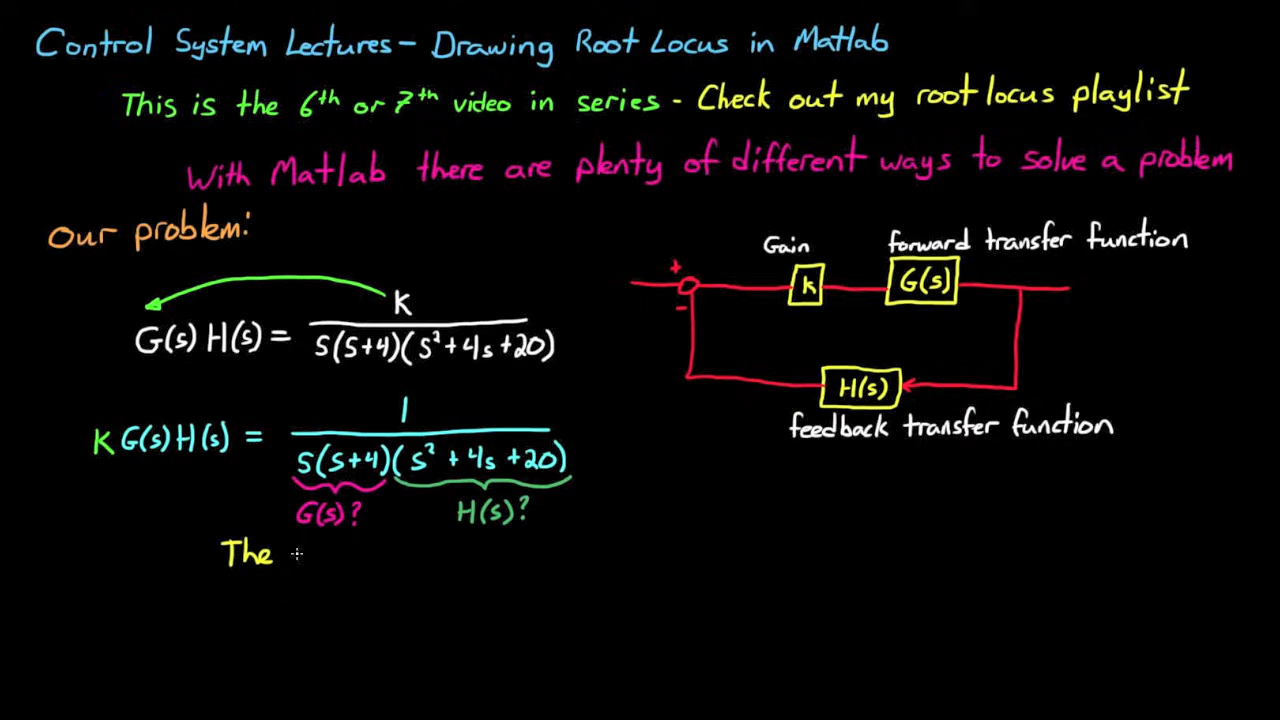 Control System Lectures - Drawing Root Locus in Matlab
This is the 6th or 7th video in series - Check out my root locus playlist
With Matlab there are plenty of different ways to solve a problem
Our problem:
K
G(s) H(s) =
S(S+4)(S²+4s+20)
1
K G(s) H(s) =
S(S+4)(S²+4s+20)
G(s)? H(s)?
The
Gain forward transfer function
+
K G(s)
-
H(s)
feedback transfer function